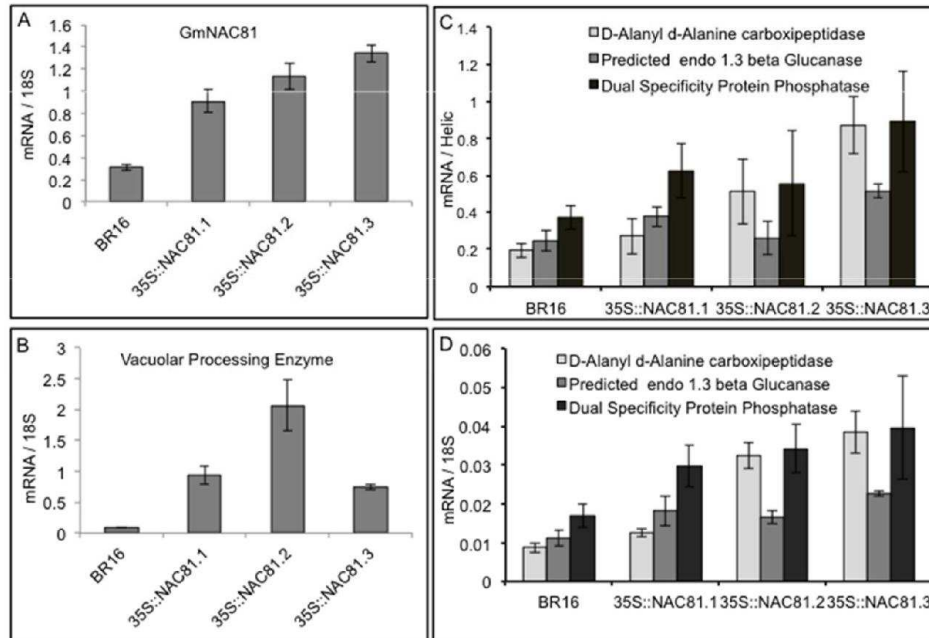 A
GmNAC81
mRNA / 18S
1.6
1.4
1.2
1
0.8
0.6
0.4
0.2
0
BR16
35S::NAC81.1
35S::NAC81.2
35S::NAC81.3
B
Vacuolar Processing Enzyme
mRNA / 18S
3
2.5
2
1.5
1
0.5
0
BR16
35S::NAC81.1
35S::NAC81.2
35S::NAC81.3
C
D-Alanyl d-Alanine carboxipeptidase
Predicted endo 1.3 beta Glucanase
Dual Specificity Protein Phosphatase
mRNA / Helic
1.4
1.2
1
0.8
0.6
0.4
0.2
0
BR16 35S::NAC81.1 35S::NAC81.2 35S::NAC81.3
D
D-Alanyl d-Alanine carboxipeptidase
Predicted endo 1.3 beta Glucanase
Dual Specificity Protein Phosphatase
mRNA / 18S
0.06
0.05
0.04
0.03
0.02
0.01
0
BR16 35S::NAC81.1 35S::NAC81.2 35S::NAC81.3